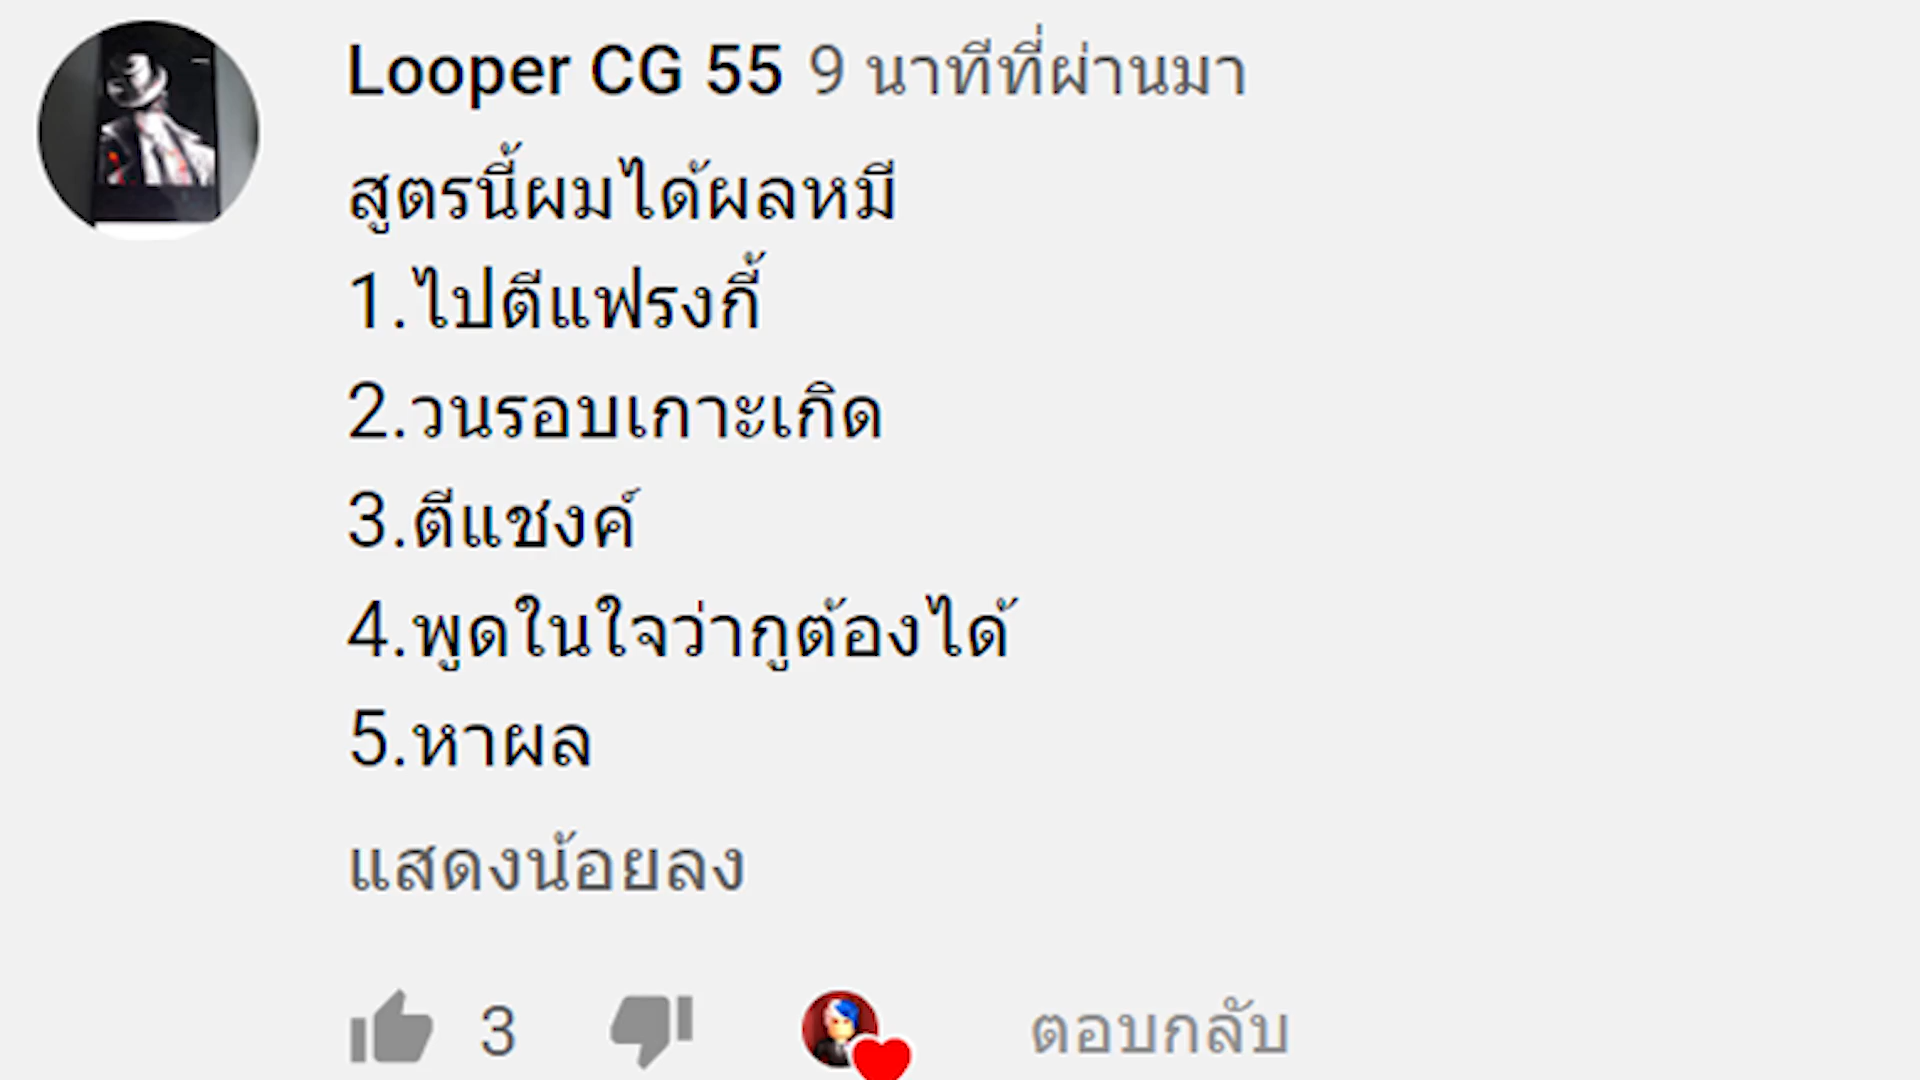 Looper CG 55 9 นาทีที่ผ่านมา
สูตรนี้ผมได้ผลหมี
1.ไปตีแฟรงกี้
2.วนรอบเกาะเกิด
3.ตีแชงค์
4.พูดในใจว่ากูต้องได้
5.หาผล
แสดงน้อยลง
3 ตอบกลับ